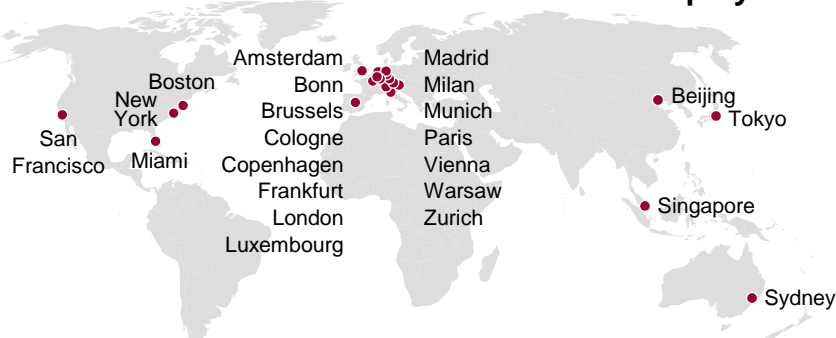 Amsterdam
Bonn
Brussels
Cologne
Copenhagen
Frankfurt
London
Luxembourg
Madrid
Milan
Munich
Paris
Vienna
Warsaw
Zurich
Boston
New
York
San
Francisco
Miami
Beijing
Tokyo
Singapore
Sydney